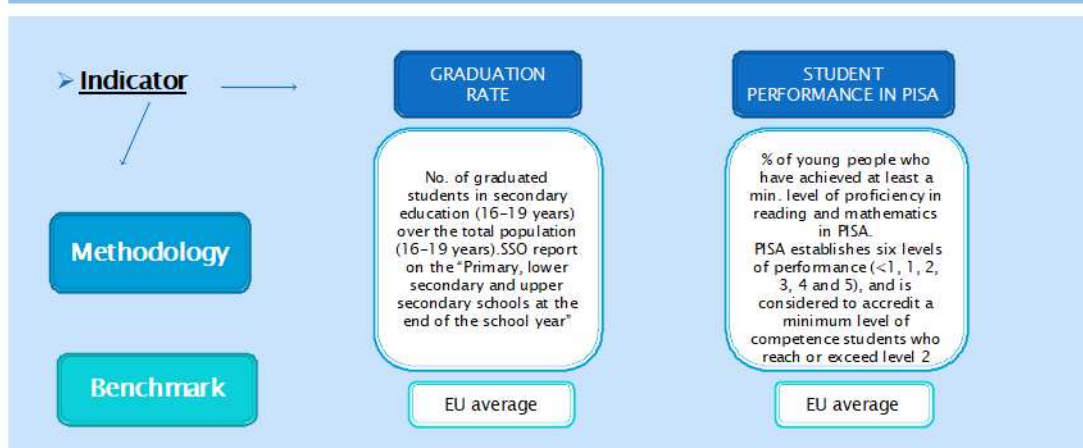 ➢ Indicator
GRADUATION
RATE
STUDENT
PERFORMANCE IN PISA
Methodology
No. of graduated
students in secondary
education (16–19 years)
over the total population
(16–19 years).SSO report
on the "Primary, lower
secondary and upper
secondary schools at the
end of the school year"
% of young people who
have achieved at least a
min. level of proficiency in
reading and mathematics
in PISA.
PISA establishes six levels
of performance (<1, 1, 2,
3, 4 and 5), and is
considered to accredit a
minimum level of
competence students who
reach or exceed level 2
Benchmark
EU average
EU average